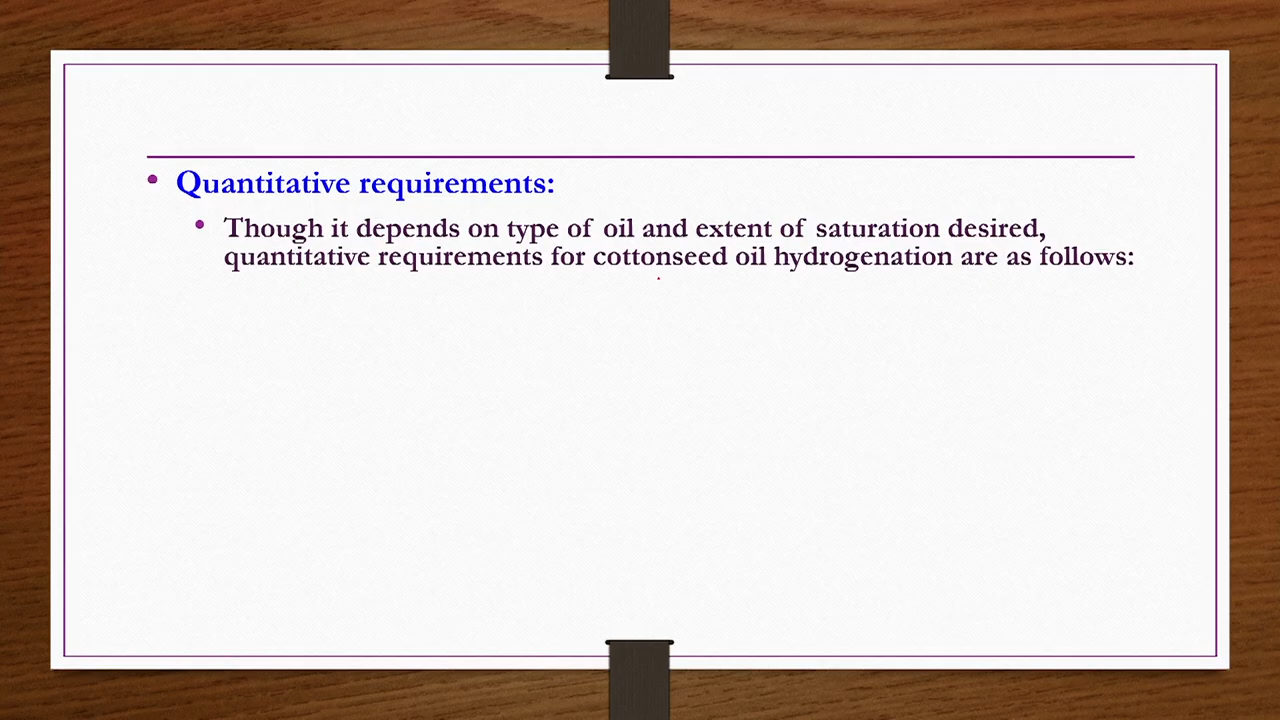 • Quantitative requirements:
• Though it depends on type of oil and extent of saturation desired,
quantitative requirements for cottonseed oil hydrogenation are as follows: